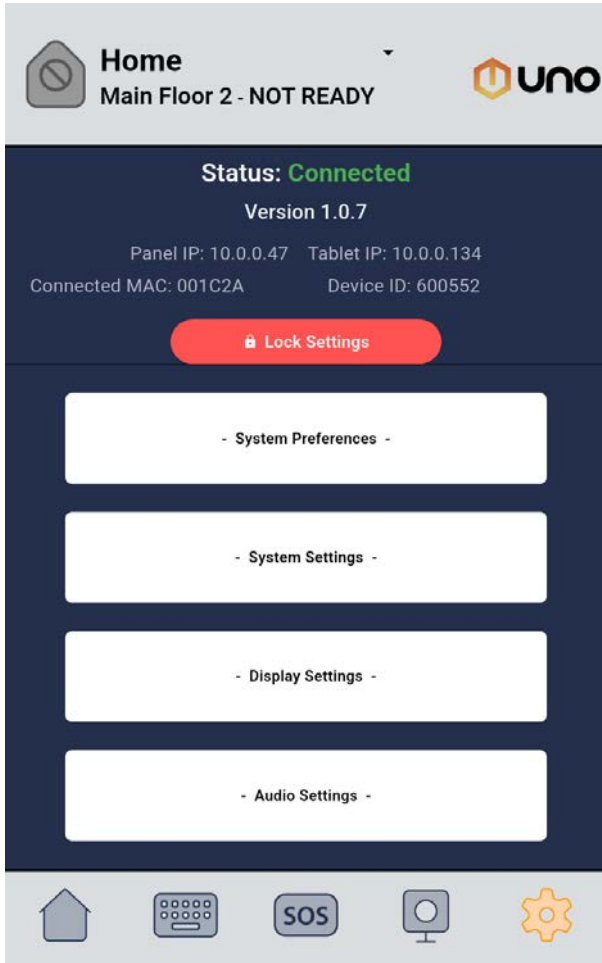 Home
Main Floor 2 - NOT READY
uno
Status: Connected
Version 1.0.7
Panel IP: 10.0.0.47 Tablet IP: 10.0.0.134
Connected MAC: 001C2A Device ID: 600552
Lock Settings
- System Preferences -
- System Settings -
- Display Settings -
- Audio Settings -
SOS